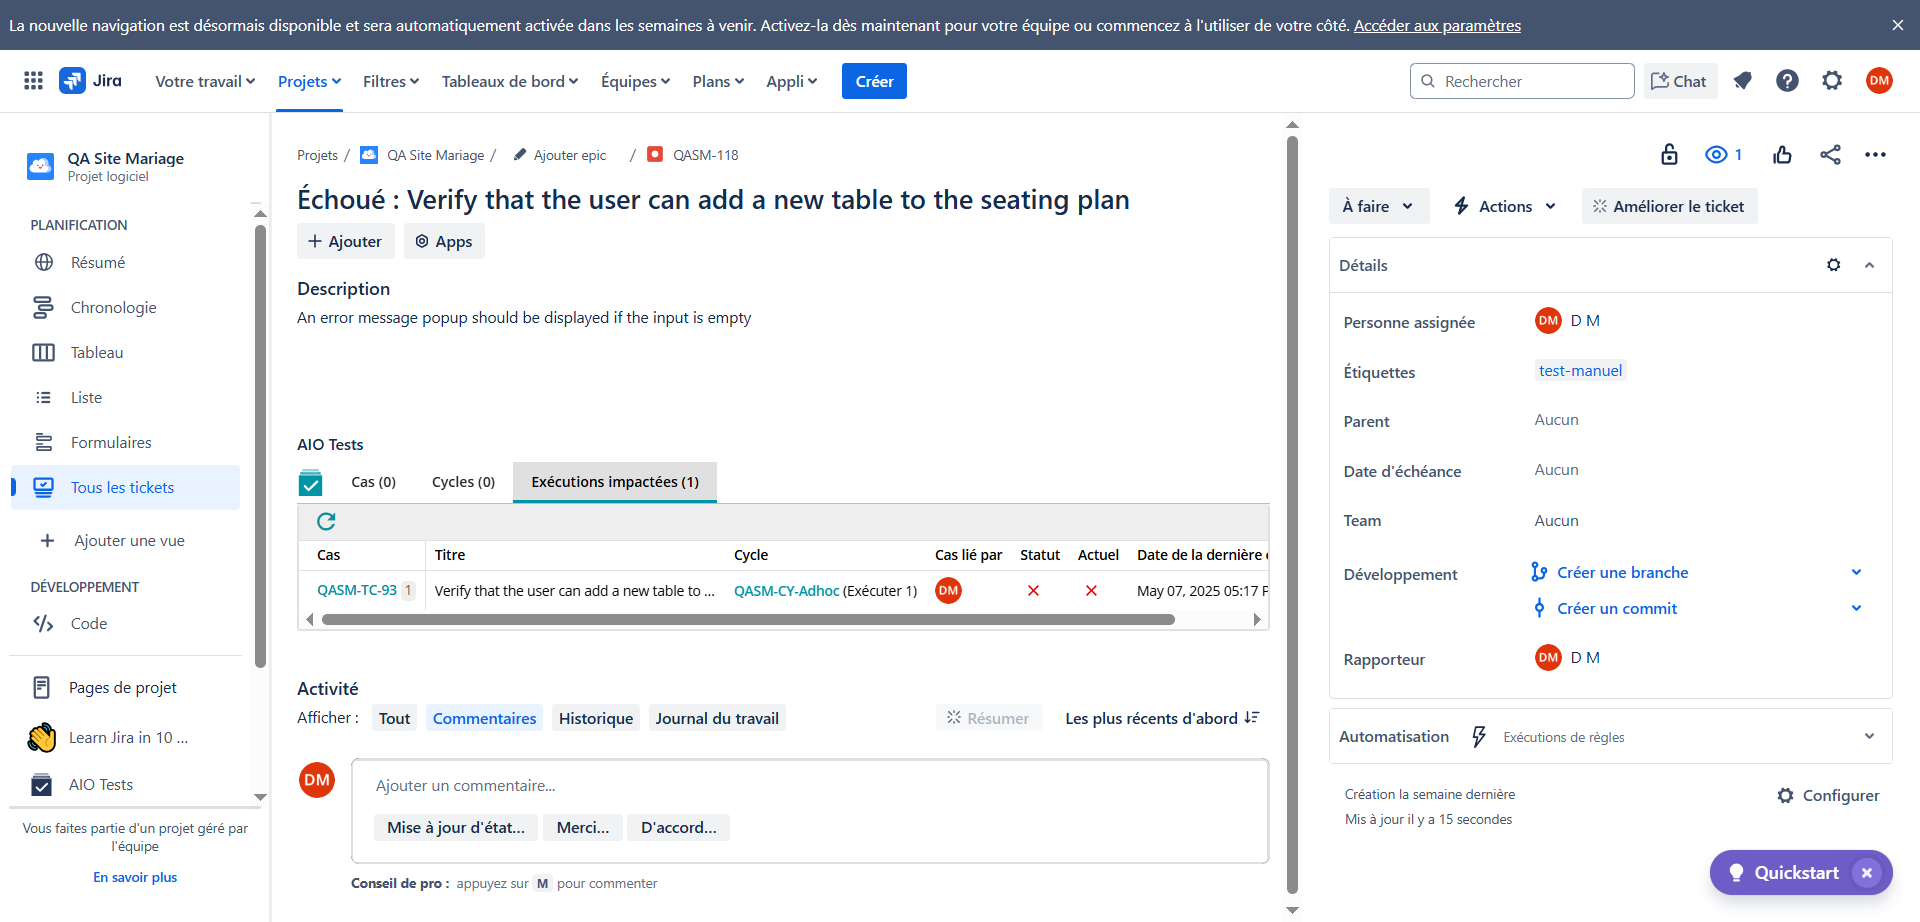 La nouvelle navigation est désormais disponible et sera automatiquement activée dans les semaines à venir. Activez-la dès maintenant pour votre équipe ou commencez à l'utiliser de votre côté. Accéder aux paramètres
Jira Votre travail Projets Filtres Tableaux de bord Équipes Plans Appli Créer Rechercher Chat DM
QA Site Mariage
Projet logiciel
PLANIFICATION
Résumé
Chronologie
Tableau
Liste
Formulaires
Tous les tickets
Ajouter une vue
DÉVELOPPEMENT
Code
Pages de projet
Learn Jira in 10 ...
AIO Tests
Vous faites partie d'un projet géré par
l'équipe
En savoir plus
Projets / QA Site Mariage / Ajouter epic / QASM-118
Échoué : Verify that the user can add a new table to the seating plan
Ajouter Apps
Description
An error message popup should be displayed if the input is empty
AIO Tests
Cas (0) Cycles (0) Exécutions impactées (1)
Cas Titre Cycle Cas lié par Statut Actuel Date de la dernière
QASM-TC-93 1 Verify that the user can add a new table to ... QASM-CY-Adhoc (Exécuter 1) DM May 07, 2025 05:17
Activité
Afficher : Tout Commentaires Historique Journal du travail Résumer Les plus récents d'abord
DM Ajouter un commentaire...
Mise à jour d'état... Merci... D'accord...
Conseil de pro : appuyez sur M pour commenter
1
À faire Actions Améliorer le ticket
Détails
Personne assignée DM D M
Étiquettes test-manuel
Parent Aucun
Date d'échéance Aucun
Team Aucun
Développement Créer une branche
Créer un commit
Rapporteur DM D M
Automatisation Exécutions de règles
Création la semaine dernière
Mis à jour il y a 15 secondes
Configurer
Quickstart